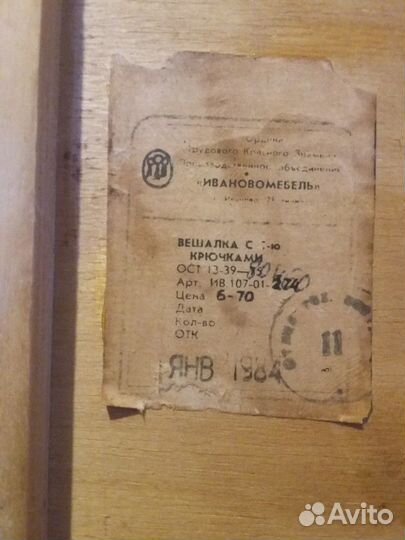 Ордена
Трудового Красного Знамени
Производственное объединение
«ИВАНОВОМЕБЕЛЬ»
ВЕШАЛКА С
КРЮЧКАМИ
ОСТ 13-39—
Арт. ИВ 107-01-
Цена 6-70
Дата
Кол-во
ОТК
11
ЯНВ 1984
Avito